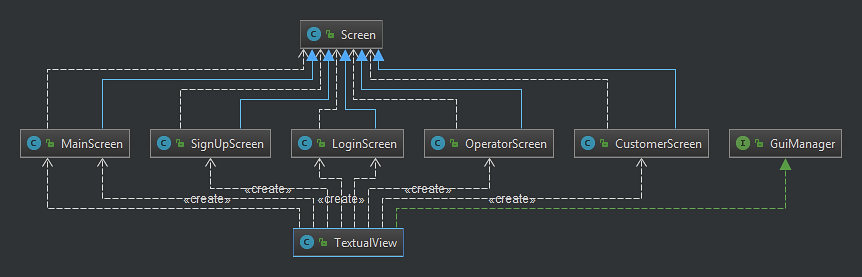 C Screen
C MainScreen
C SignUpScreen
C LoginScreen
C OperatorScreen
C CustomerScreen
I GuiManager
«create»
«create»
«create»
«create»
«create»
C TextualView